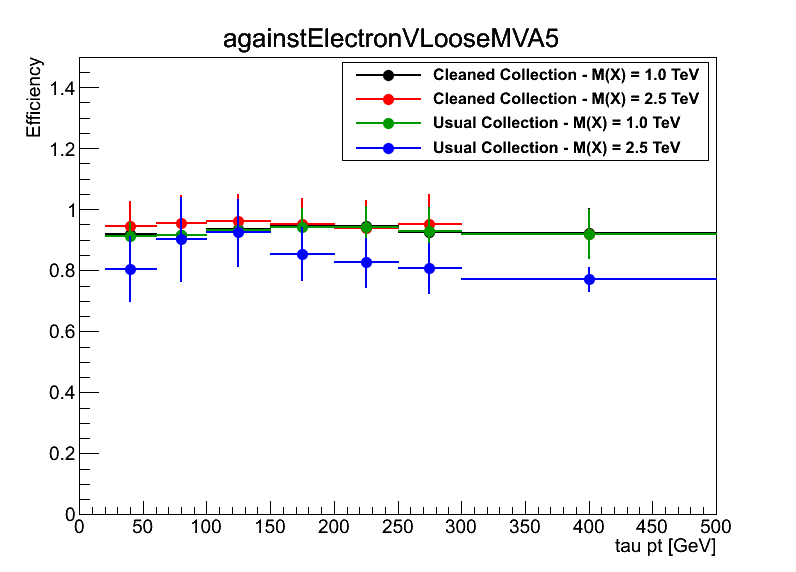 againstElectronVLooseMVA5
Efficiency
Cleaned Collection - M(X) = 1.0 TeV
Cleaned Collection - M(X) = 2.5 TeV
Usual Collection - M(X) = 1.0 TeV
Usual Collection - M(X) = 2.5 TeV
1.4
1.2
1
0.8
0.6
0.4
0.2
0
0 50 100 150 200 250 300 350 400 450 500
tau pt [GeV]